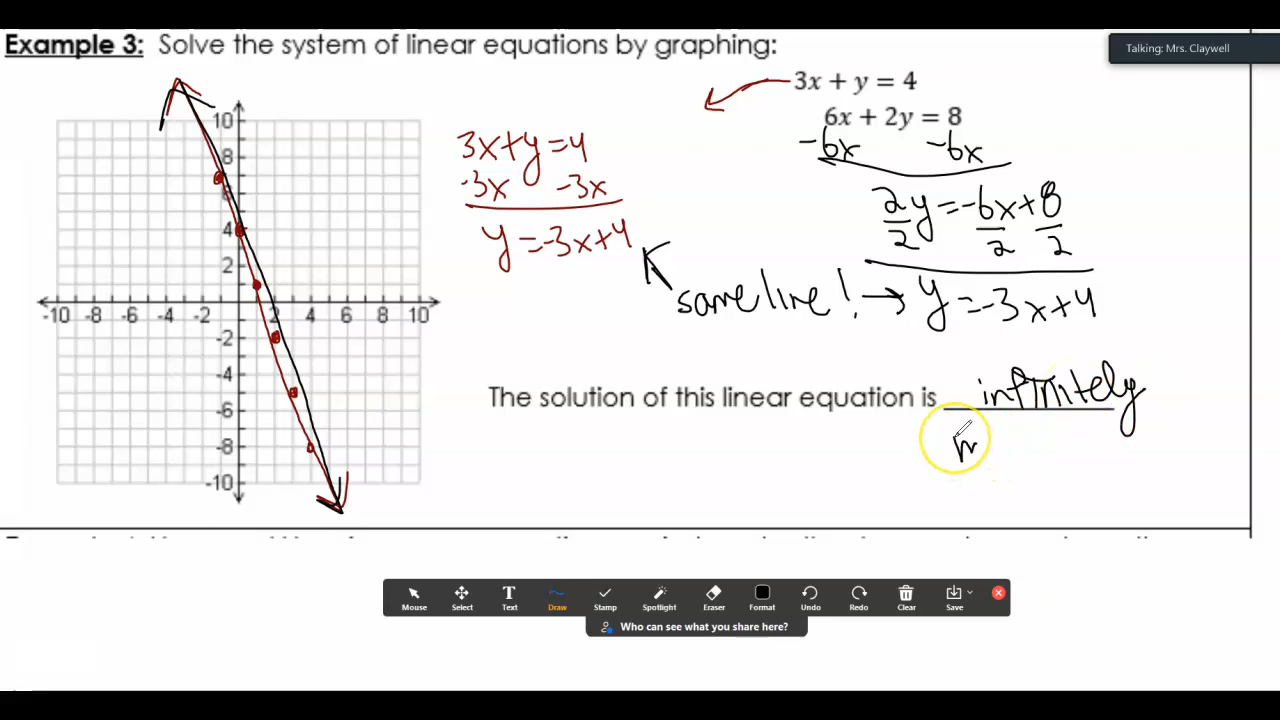 Example 3: Solve the system of linear equations by graphing:
Talking: Mrs. Claywell
3x + y = 4
6x + 2y = 8
-6x -6x
2y = -6x + 8
2 2 2
y = -3x + 4
3x + y = 4
-3x -3x
y = -3x + 4
same line! → y = -3x + 4
10
8
6
4
2
-10 -8 -6 -4 -2 2 4 6 8 10
-2
-4
-6
-8
-10
The solution of this linear equation is infinitely
Mouse Select Text Draw Stamp Spotlight Eraser Format Undo Redo Clear Save
Who can see what you share here?